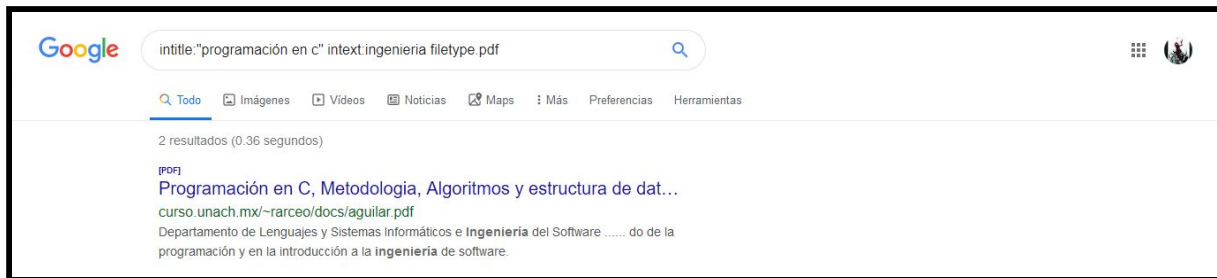 Google
intitle:"programación en c" intext:ingenieria filetype.pdf
Todo Imágenes Vídeos Noticias Maps Más Preferencias Herramientas
2 resultados (0.36 segundos)
[PDF]
Programación en C, Metodologia, Algoritmos y estructura de dat...
curso.unach.mx/~rarceo/docs/aguilar.pdf
Departamento de Lenguajes y Sistemas Informáticos e Ingeniería del Software ...... do de la
programación y en la introducción a la ingeniería de software.